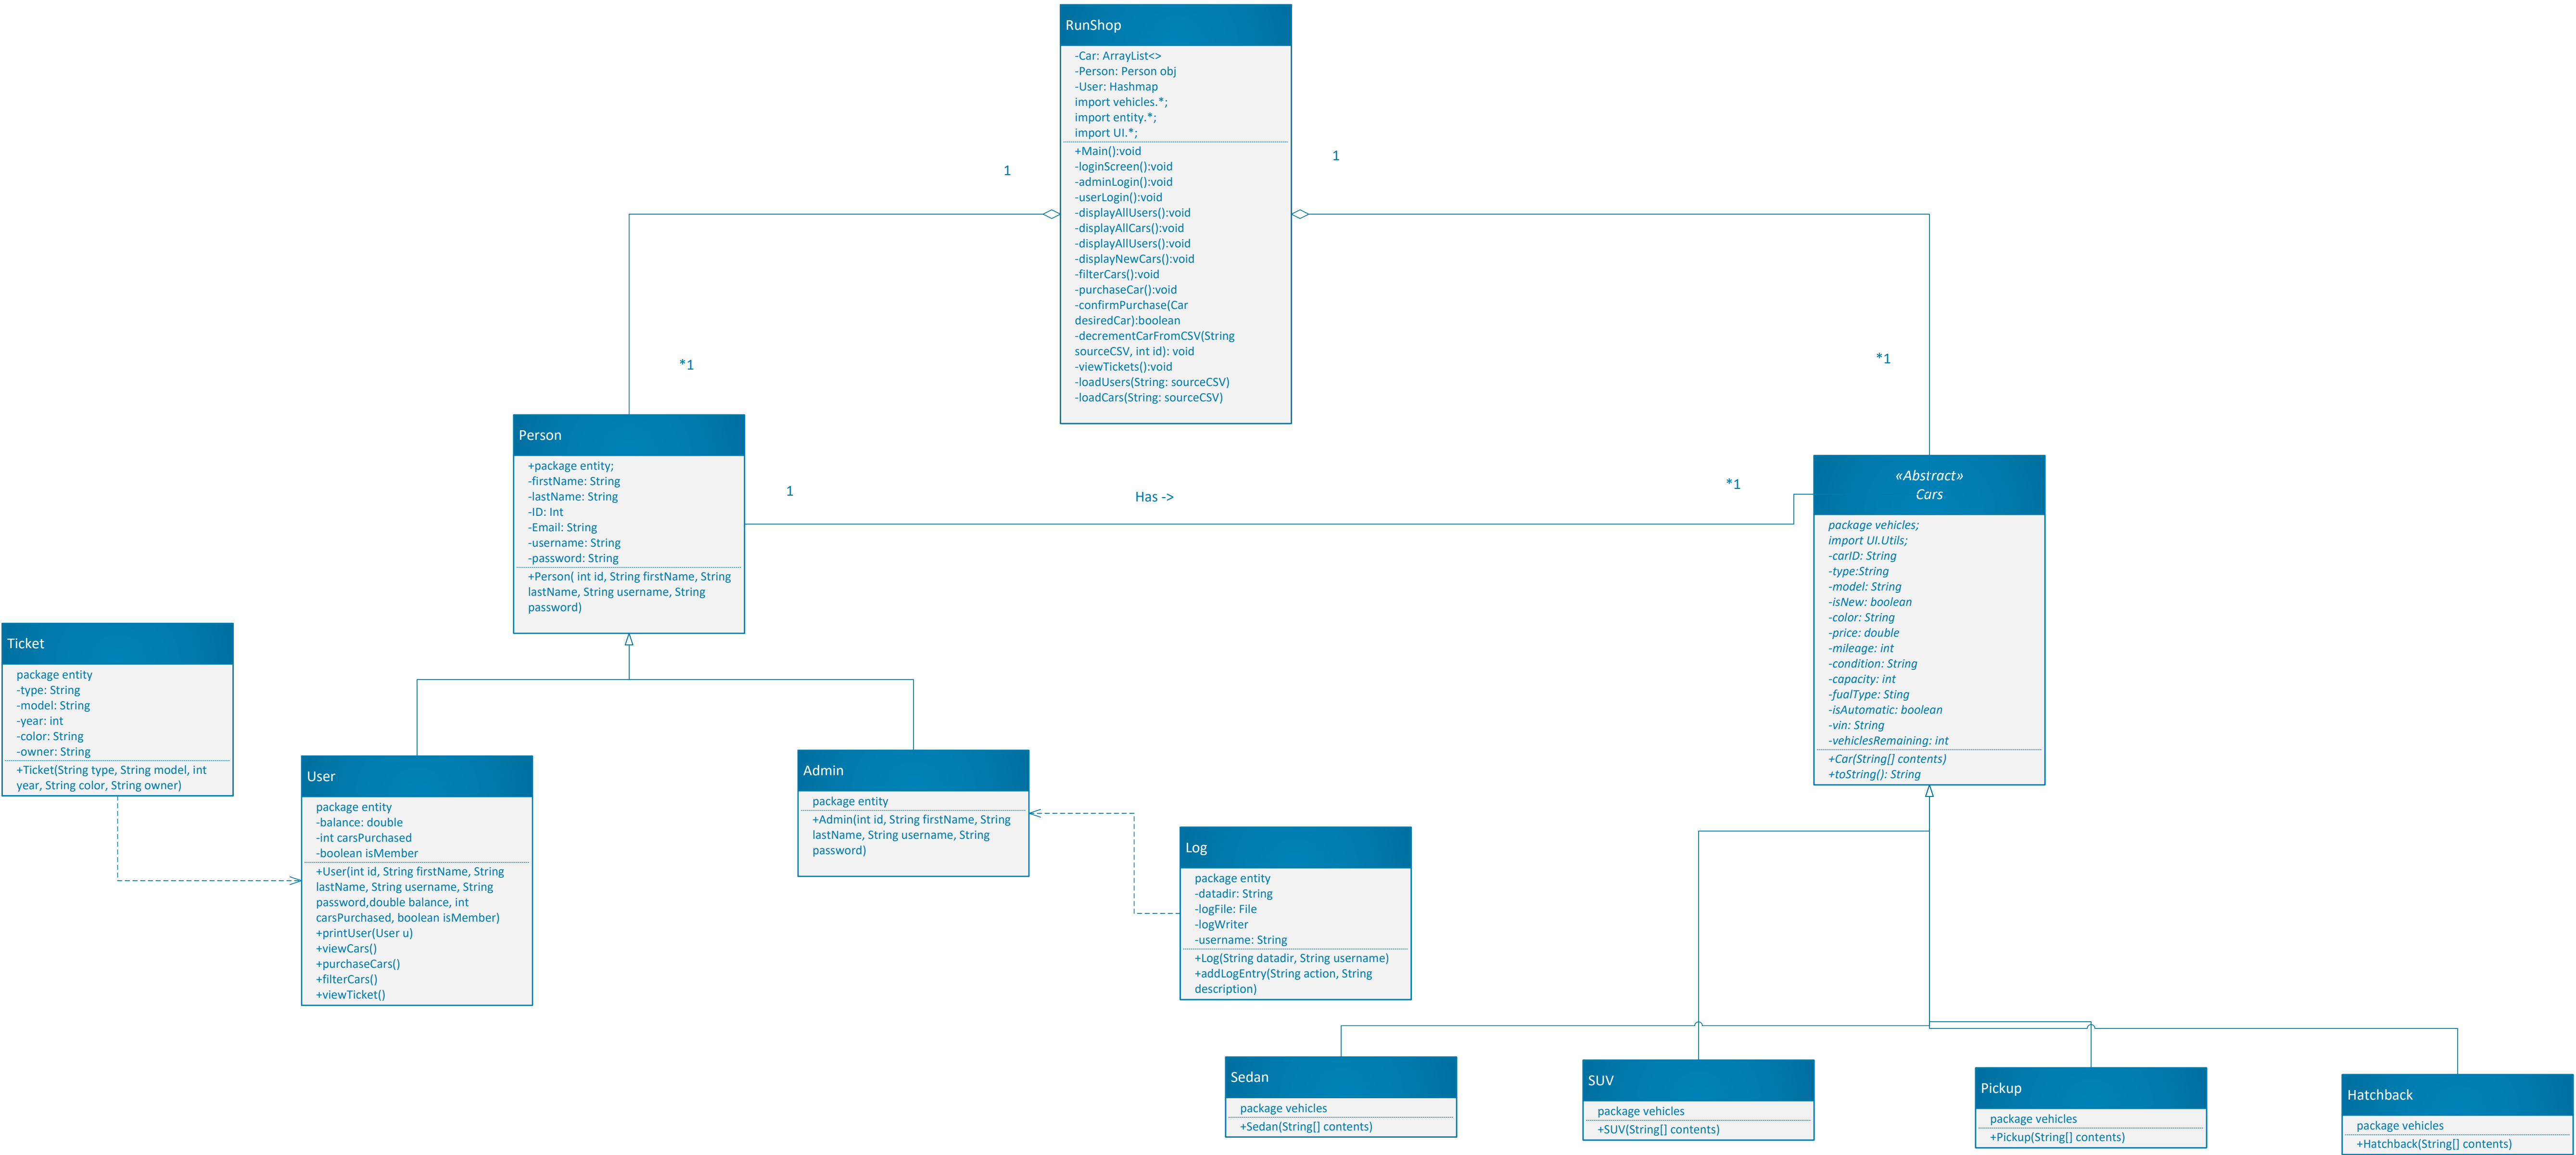 RunShop
-Car: ArrayList<>
-Person: Person obj
-User: Hashmap
import vehicles.*;
import entity.*;
import UI.*;
+Main():void
-loginScreen():void
-adminLogin():void
-userLogin():void
-displayAllUsers():void
-displayAllCars():void
-displayAllUsers():void
-displayNewCars():void
-filterCars():void
-purchaseCar():void
-confirmPurchase(Car
desiredCar):boolean
-decrementCarFromCSV(String
sourceCSV, int id): void
-viewTickets():void
-loadUsers(String: sourceCSV)
-loadCars(String: sourceCSV)
1
1
*1
*1
Person
+package entity;
-firstName: String
-lastName: String
-ID: Int
-Email: String
-username: String
-password: String
+Person( int id, String firstName, String
lastName, String username, String
password)
1
Has ->
*1
«Abstract»
Cars
package vehicles;
import UI.Utils;
-carID: String
-type:String
-model: String
-isNew: boolean
-color: String
-price: double
-mileage: int
-condition: String
-capacity: int
-fualType: Sting
-isAutomatic: boolean
-vin: String
-vehiclesRemaining: int
+Car(String[] contents)
+toString(): String
Ticket
package entity
-type: String
-model: String
-year: int
-color: String
-owner: String
+Ticket(String type, String model, int
year, String color, String owner)
User
package entity
-balance: double
-int carsPurchased
-boolean isMember
+User(int id, String firstName, String
lastName, String username, String
password,double balance, int
carsPurchased, boolean isMember)
+printUser(User u)
+viewCars()
+purchaseCars()
+filterCars()
+viewTicket()
Admin
package entity
+Admin(int id, String firstName, String
lastName, String username, String
password)
Log
package entity
-datadir: String
-logFile: File
-logWriter
-username: String
+Log(String datadir, String username)
+addLogEntry(String action, String
description)
Sedan
package vehicles
+Sedan(String[] contents)
SUV
package vehicles
+SUV(String[] contents)
Pickup
package vehicles
+Pickup(String[] contents)
Hatchback
package vehicles
+Hatchback(String[] contents)